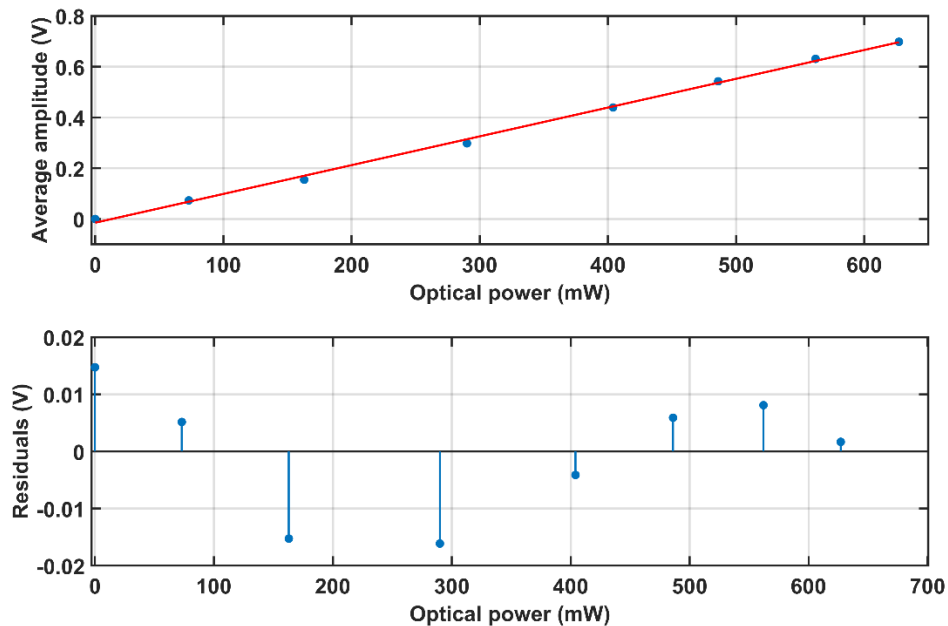 0.8
0.6
0.4
0.2
0
Average amplitude (V)
0 100 200 300 400 500 600
Optical power (mW)
0.02
0.01
0
-0.01
-0.02
Residuals (V)
0 100 200 300 400 500 600 700
Optical power (mW)